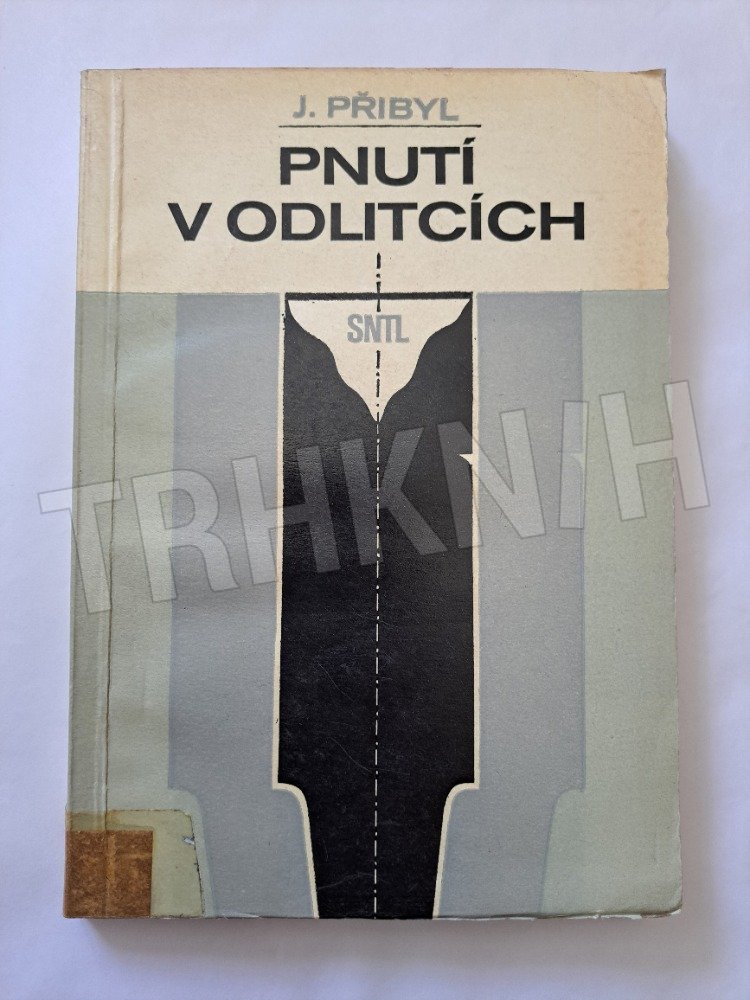 J. PŘIBYL
PNUTÍ
V ODLITCÍCH
SNTL
TRHKNIH